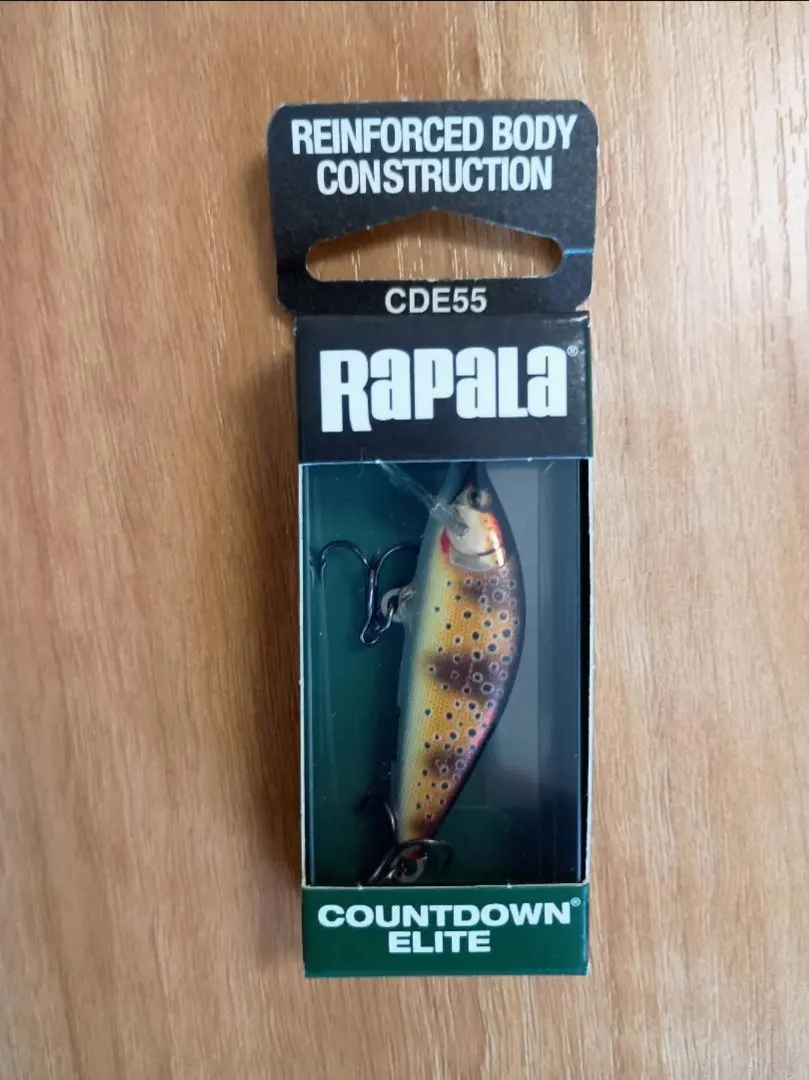 REINFORCED BODY
CONSTRUCTION
CDE55
Rapala®
COUNTDOWN®
ELITE